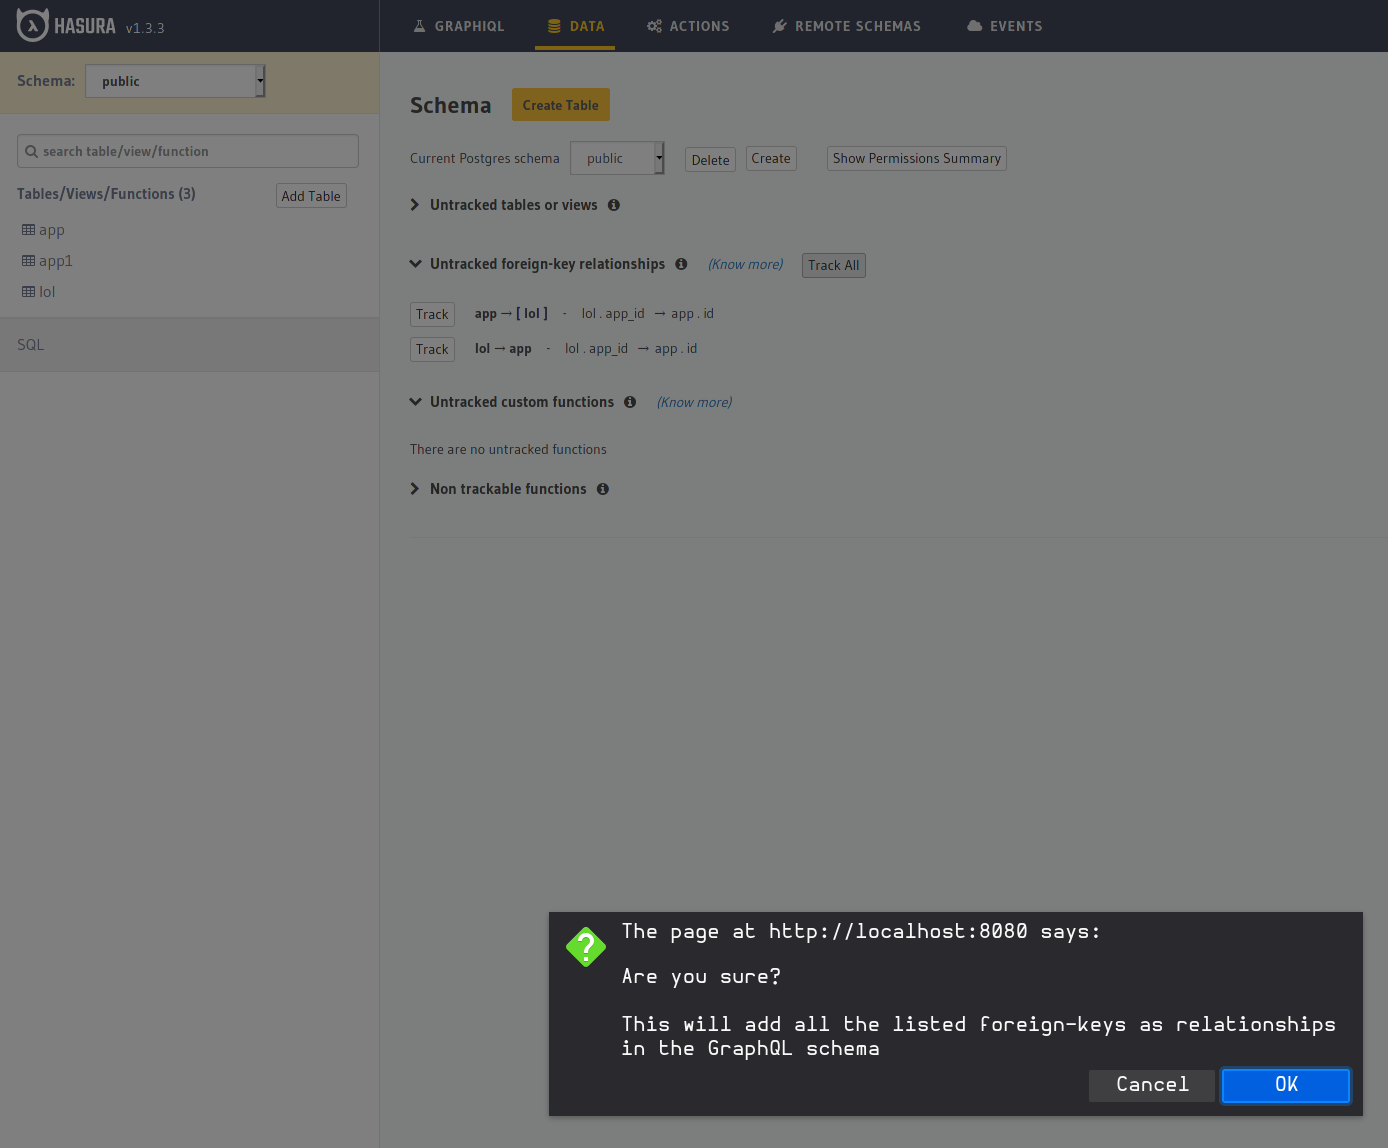 HASURA v1.3.3
GRAPHIQL DATA ACTIONS REMOTE SCHEMAS EVENTS
Schema: public
search table/view/function
Tables/Views/Functions (3) Add Table
app
app1
lol
SQL
Schema Create Table
Current Postgres schema public Delete Create Show Permissions Summary
Untracked tables or views
Untracked foreign-key relationships (Know more) Track All
Track app → [ lol ] - lol . app_id → app . id
Track lol → app - lol . app_id → app . id
Untracked custom functions (Know more)
There are no untracked functions
Non trackable functions
The page at http://localhost:8080 says:
Are you sure?
This will add all the listed foreign-keys as relationships
in the GraphQL schema
Cancel OK